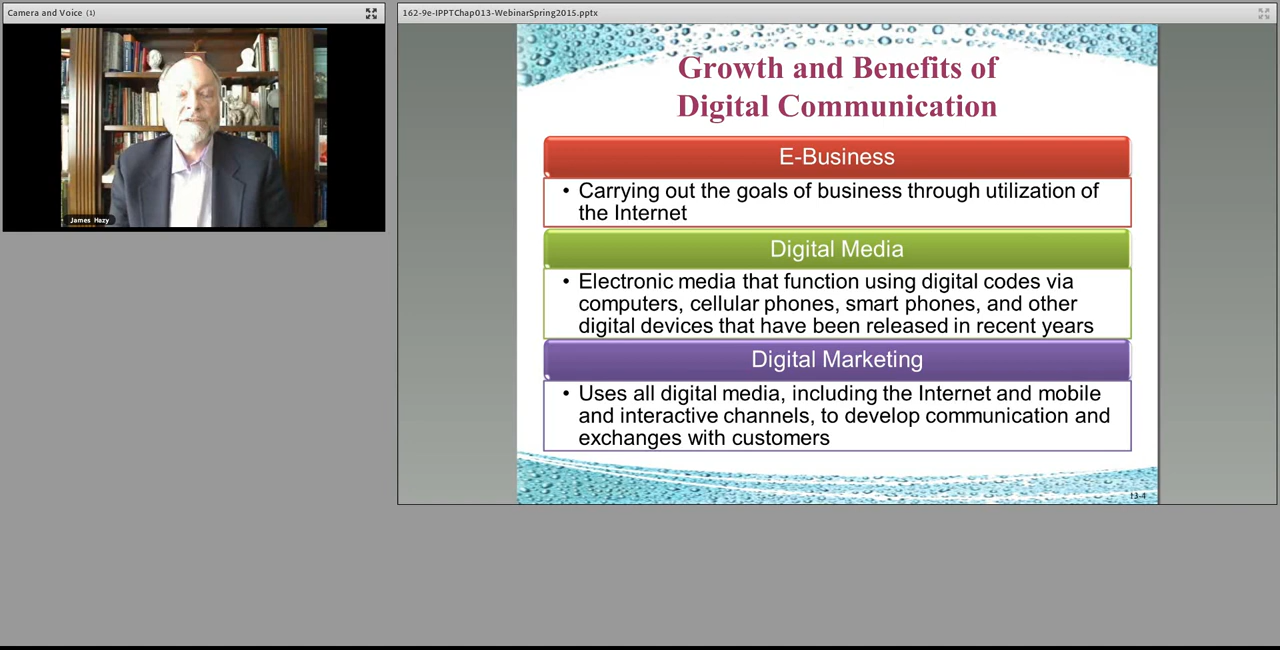 Camera and Voice (1)
James Hazy
162-9e-IPPTChap013-WebinarSpring2015.pptx
Growth and Benefits of
Digital Communication
E-Business
• Carrying out the goals of business through utilization of
the Internet
Digital Media
• Electronic media that function using digital codes via
computers, cellular phones, smart phones, and other
digital devices that have been released in recent years
Digital Marketing
• Uses all digital media, including the Internet and mobile
and interactive channels, to develop communication and
exchanges with customers
13-4